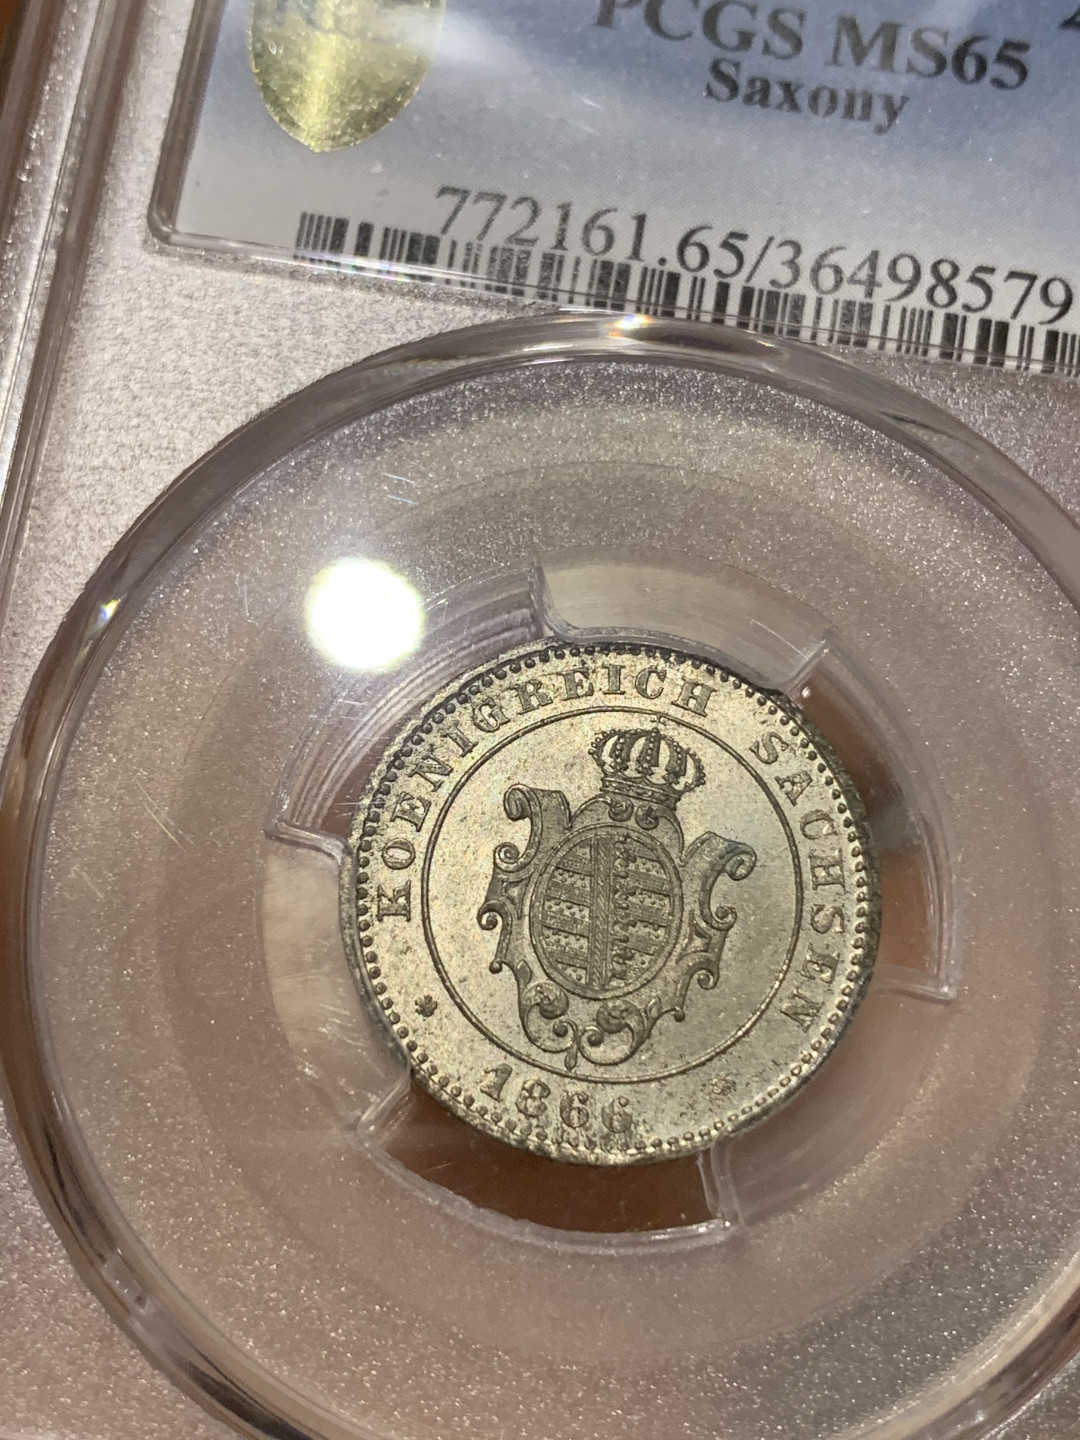 PCGS MS65
Saxony
772161.65/36498579
KOENIGREICH SACHSEN
1866